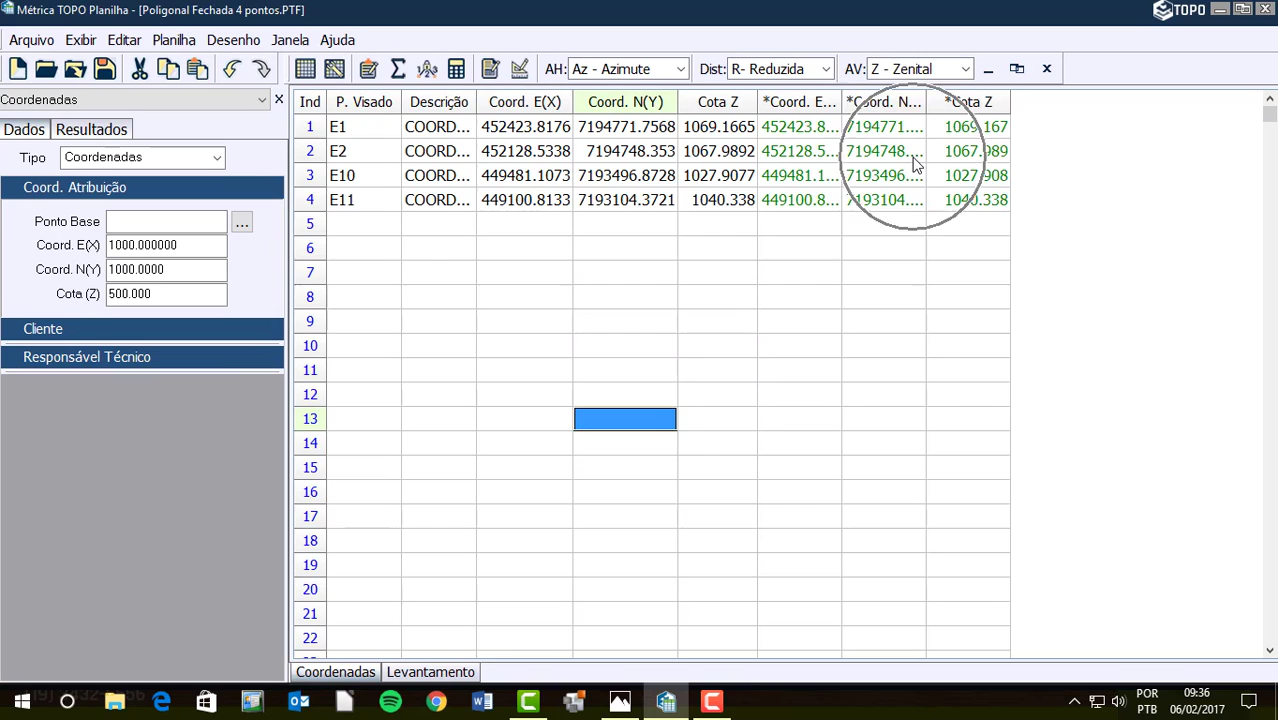 Métrica TOPO Planilha - [Poligonal Fechada 4 pontos.PTF]
TOPO
Arquivo Exibir Editar Planilha Desenho Janela Ajuda
AH: Az - Azimute Dist: R- Reduzida AV: Z - Zenital
Coordenadas
Dados Resultados
Tipo Coordenadas
Coord. Atribuição
Ponto Base ...
Coord. E(X) 1000.000000
Coord. N(Y) 1000.0000
Cota (Z) 500.000
Cliente
Responsável Técnico
Ind P. Visado Descrição Coord. E(X) Coord. N(Y) Cota Z *Coord. E... *Coord. N... *Cota Z
1 E1 COORD... 452423.8176 7194771.7568 1069.1665 452423.8... 7194771.... 1069.167
2 E2 COORD... 452128.5338 7194748.353 1067.9892 452128.5... 7194748.... 1067.989
3 E10 COORD... 449481.1073 7193496.8728 1027.9077 449481.1... 7193496.... 1027.908
4 E11 COORD... 449100.8133 7193104.3721 1040.338 449100.8... 7193104.... 1040.338
5
6
7
8
9
10
11
12
13
14
15
16
17
18
19
20
21
22
Coordenadas Levantamento
POR
PTB
09:36
06/02/2017